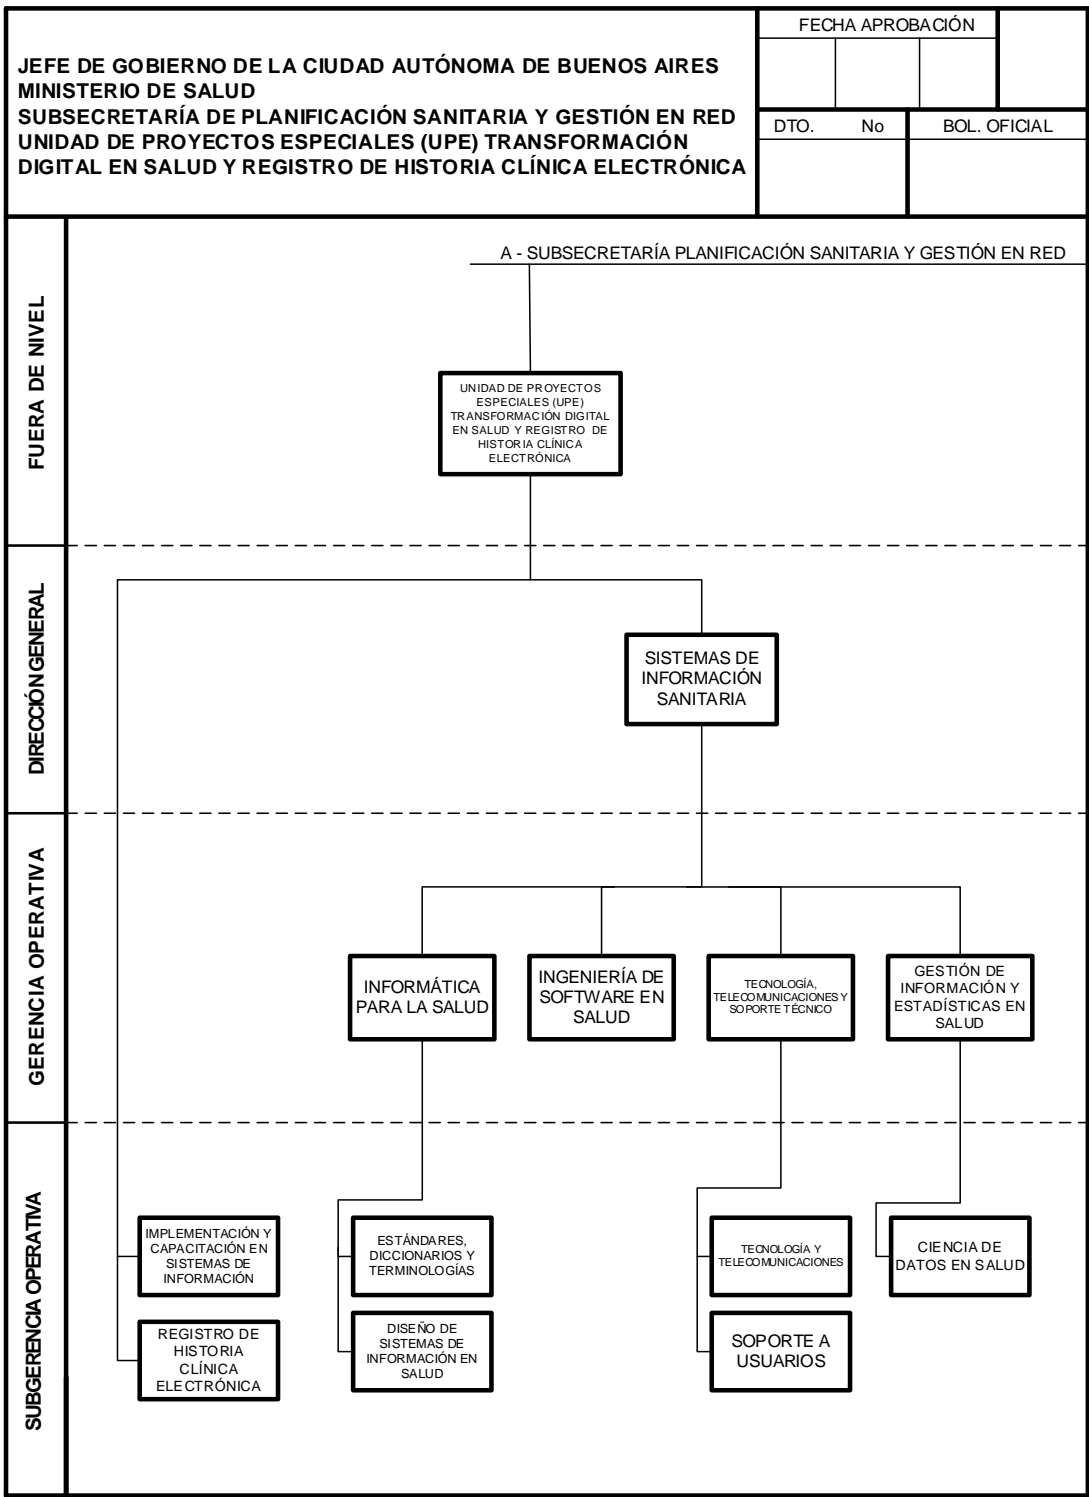 JEFE DE GOBIERNO DE LA CIUDAD AUTÓNOMA DE BUENOS AIRES
MINISTERIO DE SALUD
SUBSECRETARÍA DE PLANIFICACIÓN SANITARIA Y GESTIÓN EN RED
UNIDAD DE PROYECTOS ESPECIALES (UPE) TRANSFORMACIÓN
DIGITAL EN SALUD Y REGISTRO DE HISTORIA CLÍNICA ELECTRÓNICA
FECHA APROBACIÓN
DTO. No
BOL. OFICIAL
FUERA DE NIVEL
A - SUBSECRETARÍA PLANIFICACIÓN SANITARIA Y GESTIÓN EN RED
UNIDAD DE PROYECTOS
ESPECIALES (UPE)
TRANSFORMACIÓN DIGITAL
EN SALUD Y REGISTRO DE
HISTORIA CLÍNICA
ELECTRÓNICA
DIRECCIÓN GENERAL
SISTEMAS DE
INFORMACIÓN
SANITARIA
GERENCIA OPERATIVA
INFORMÁTICA
PARA LA SALUD
INGENIERÍA DE
SOFTWARE EN
SALUD
TECNOLOGÍA,
TELECOMUNICACIONES Y
SOPORTE TÉCNICO
GESTIÓN DE
INFORMACIÓN Y
ESTADÍSTICAS EN
SALUD
SUBGERENCIA OPERATIVA
IMPLEMENTACIÓN Y
CAPACITACIÓN EN
SISTEMAS DE
INFORMACIÓN
ESTÁNDARES,
DICCIONARIOS Y
TERMINOLOGÍAS
TECNOLOGÍA Y
TELECOMUNICACIONES
CIENCIA DE
DATOS EN SALUD
REGISTRO DE
HISTORIA
CLÍNICA
ELECTRÓNICA
DISEÑO DE
SISTEMAS DE
INFORMACIÓN EN
SALUD
SOPORTE A
USUARIOS